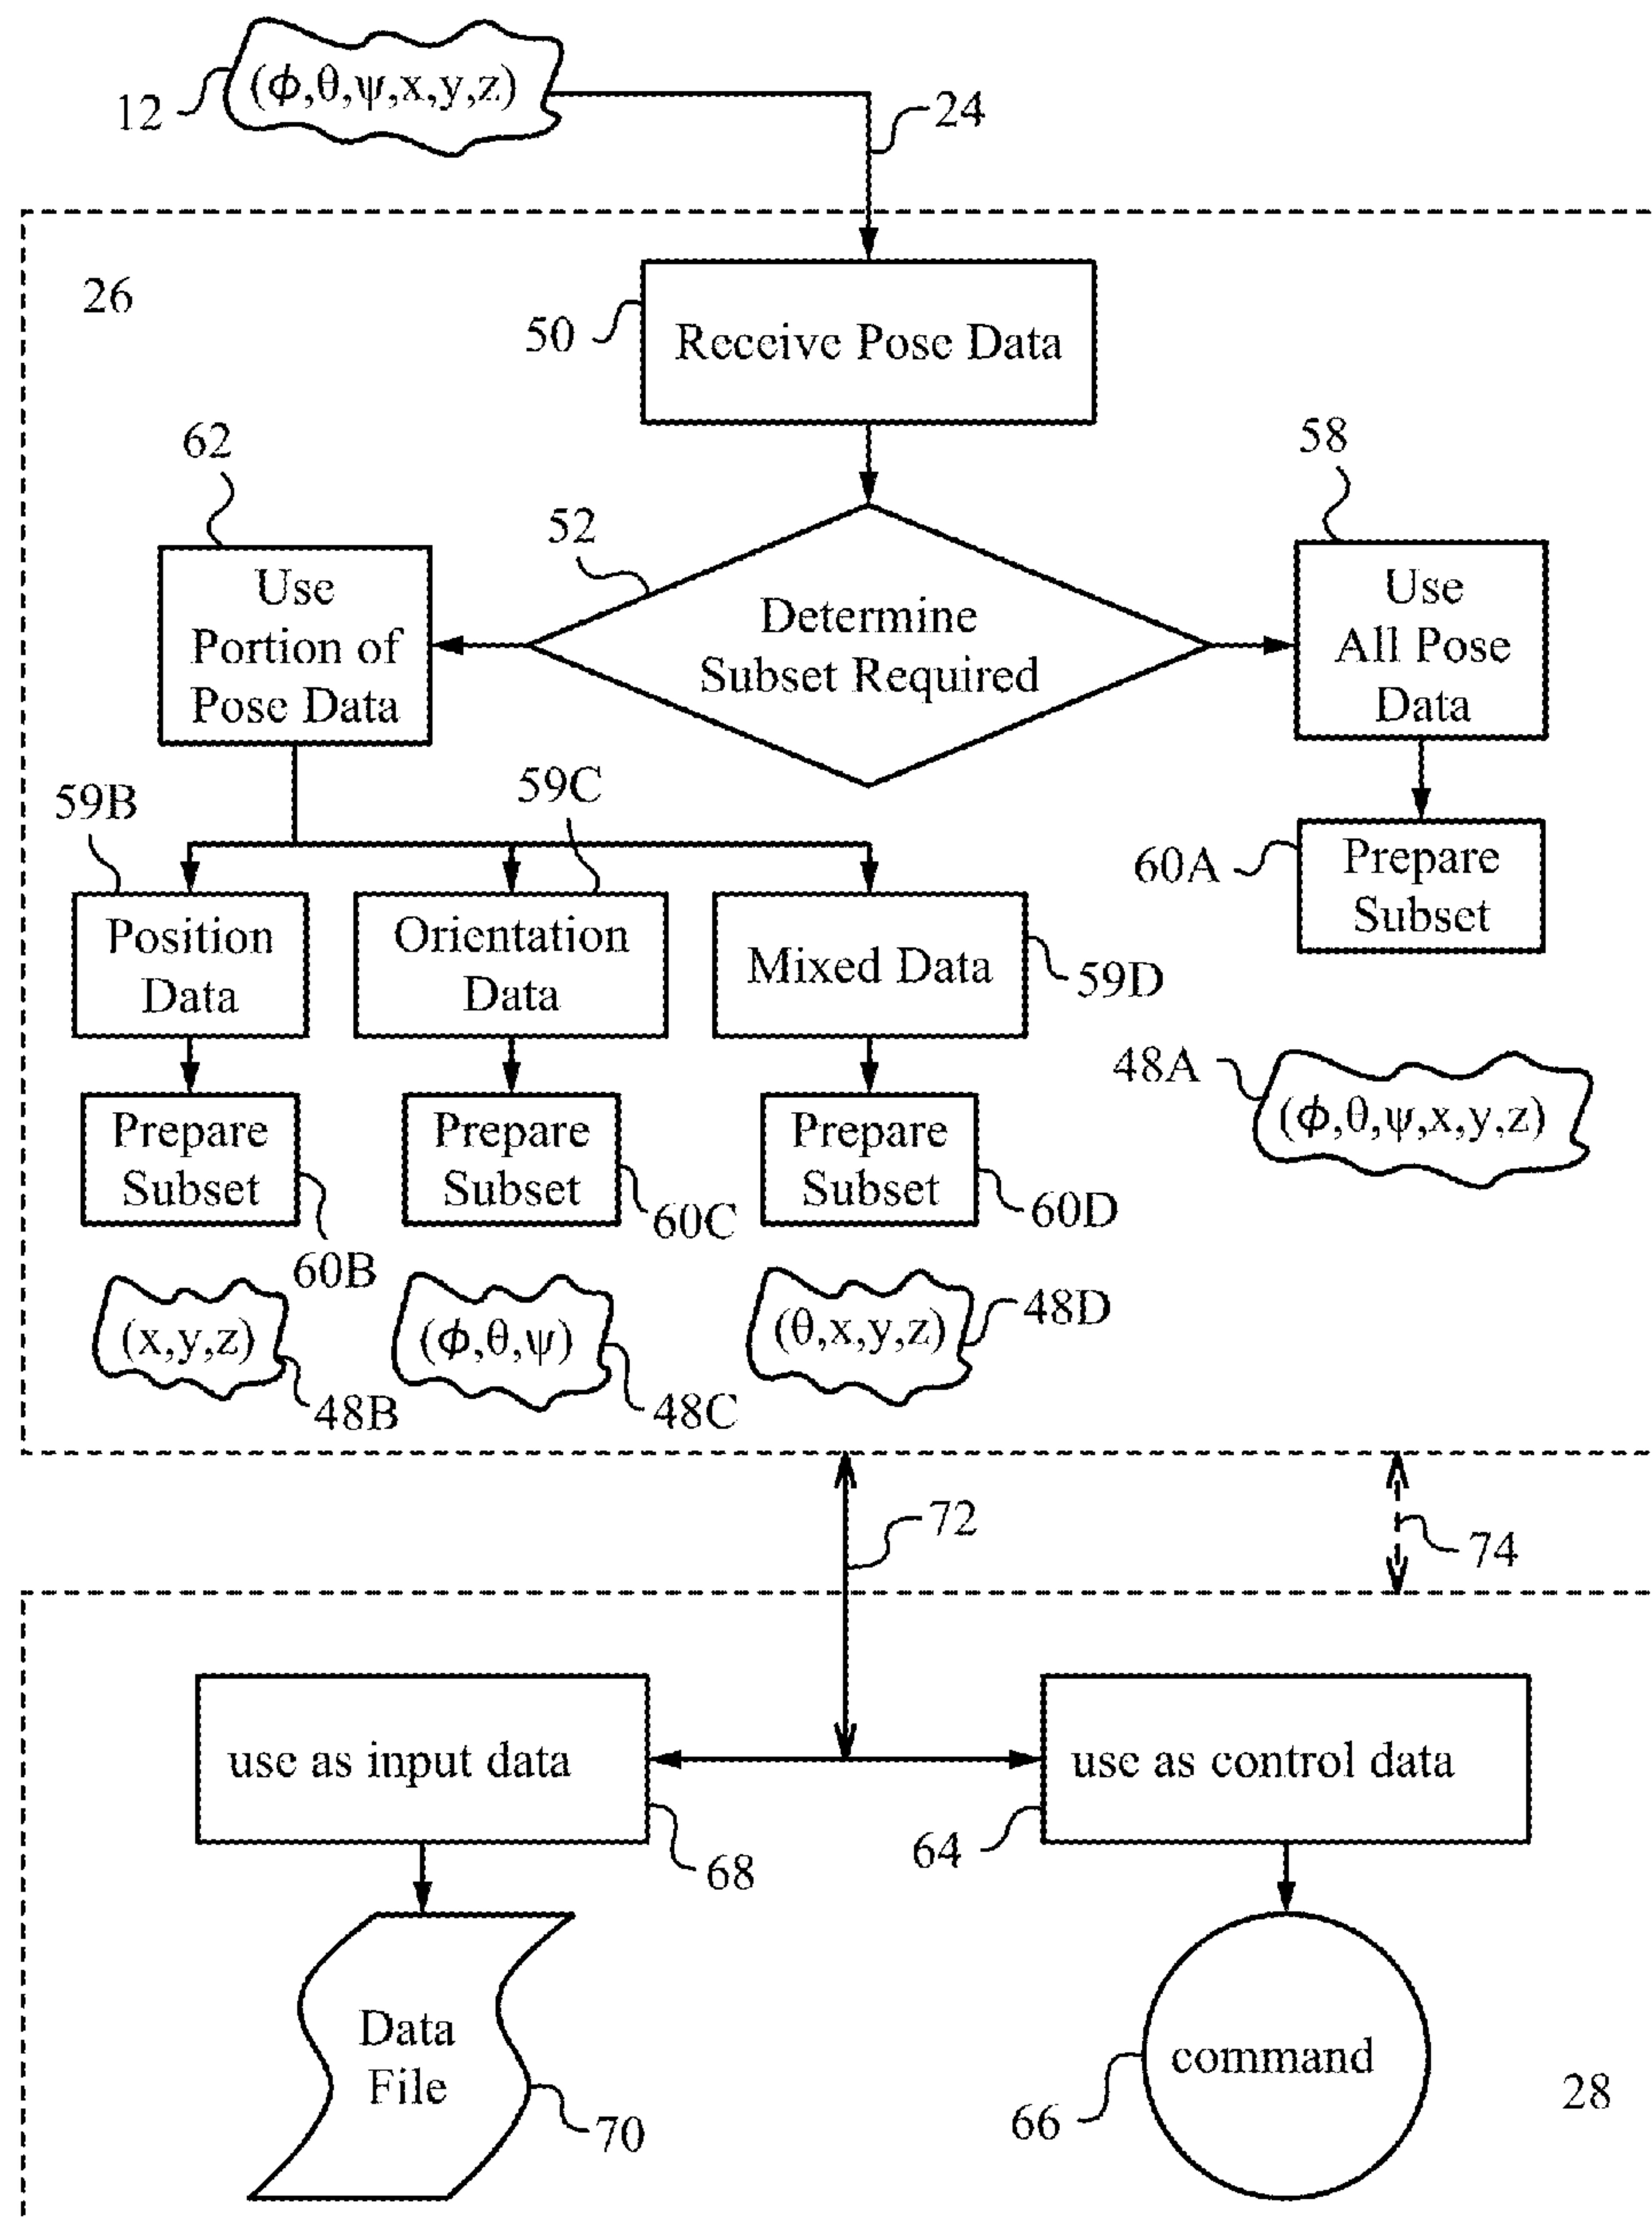 (ϕ,θ,ψ,x,y,z)
12
24
26
50
Receive Pose Data
62
58
52
Use
Portion of
Pose Data
Determine
Subset Required
Use
All Pose
Data
59B
59C
60A
Prepare
Subset
Position
Data
Orientation
Data
Mixed Data
59D
48A
(ϕ,θ,ψ,x,y,z)
Prepare
Subset
Prepare
Subset
Prepare
Subset
60B
60C
60D
(x,y,z)
(ϕ,θ,ψ)
(θ,x,y,z)
48D
48B
48C
72
74
use as input data
use as control data
68
64
Data
File
command
70
66
28